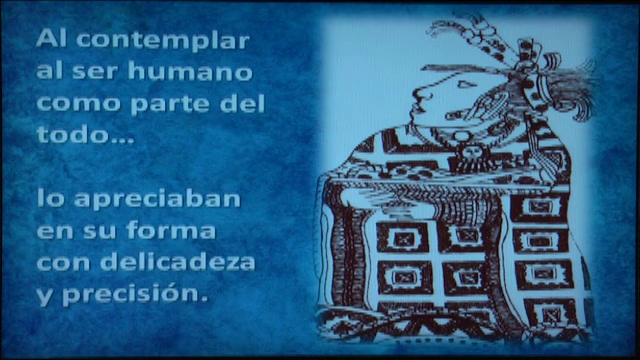 Al contemplar
al ser humano
como parte del
todo...
lo apreciaban
en su forma
con delicadeza
y precisión.